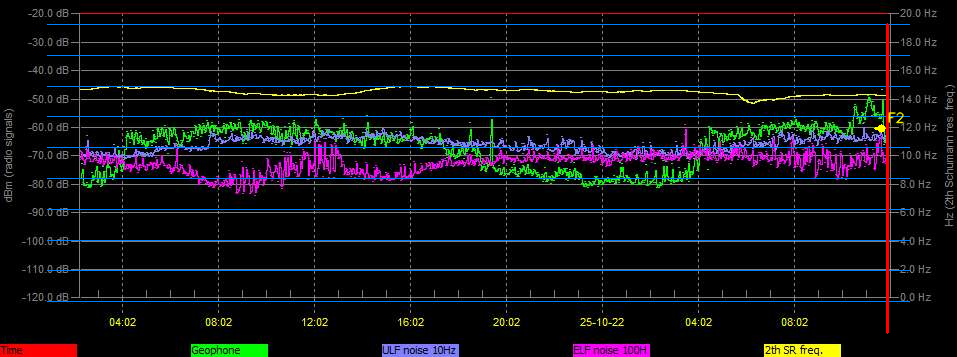 -20.0 dB
-30.0 dB
-40.0 dB
-50.0 dB
-60.0 dB
-70.0 dB
-80.0 dB
-90.0 dB
-100.0 dB
-110.0 dB
-120.0 dB
dBm (radio signals)
20.0 Hz
18.0 Hz
16.0 Hz
14.0 Hz
12.0 Hz
10.0 Hz
8.0 Hz
6.0 Hz
4.0 Hz
2.0 Hz
0.0 Hz
Hz (2th Schumann res. freq.)
F2
04:02 08:02 12:02 16:02 20:02 25-10-22 04:02 08:02
Time Geophone ULF noise 10Hz ELF noise 100H 2th SR freq.